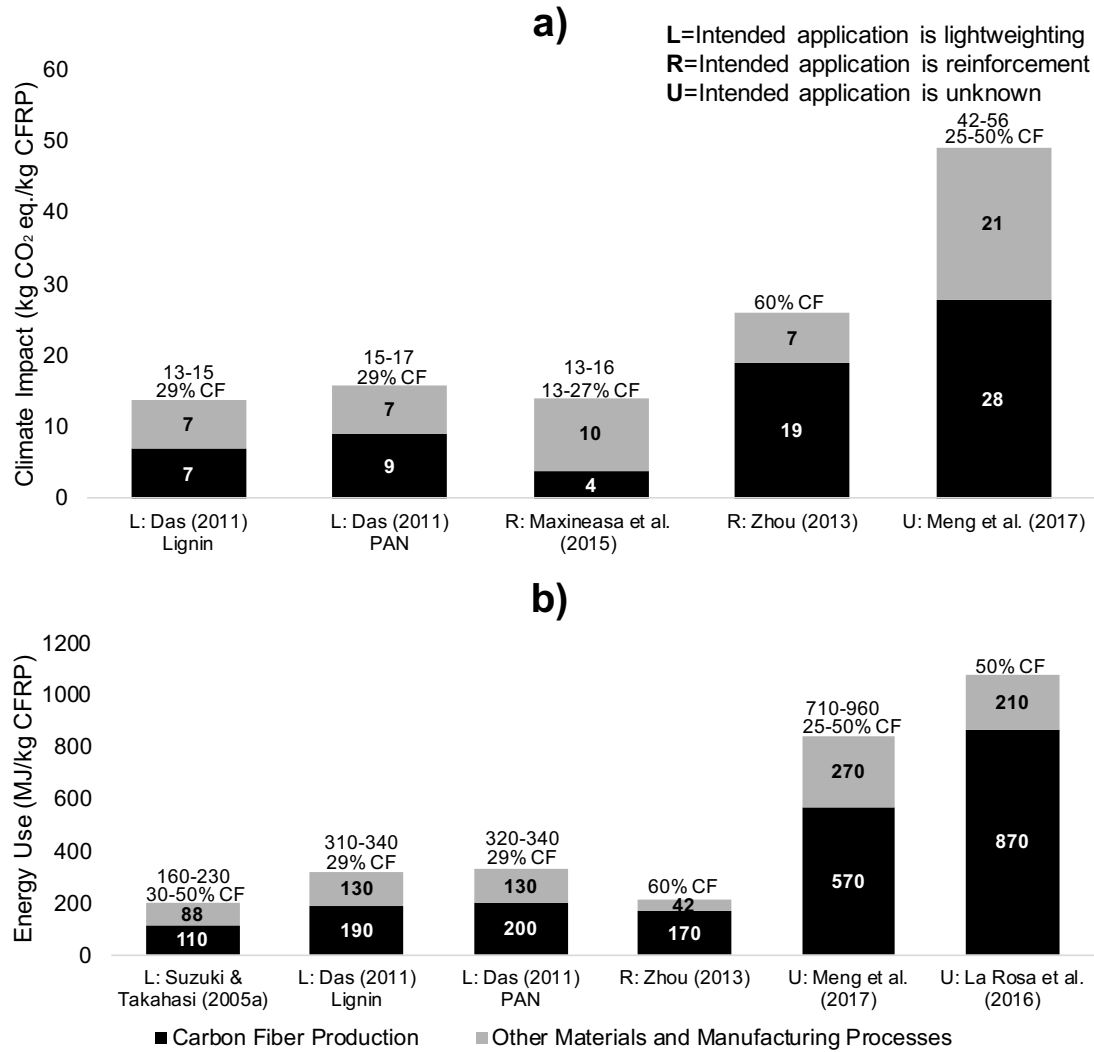 a)
L=Intended application is lightweighting
R=Intended application is reinforcement
U=Intended application is unknown
Climate Impact (kg CO₂ eq./kg CFRP)
60
50
40
30
20
10
0
13-15
29% CF
7
7
15-17
29% CF
7
9
13-16
13-27% CF
10
4
60% CF
7
19
42-56
25-50% CF
21
28
L: Das (2011)
Lignin
L: Das (2011)
PAN
R: Maxineasa et al.
(2015)
R: Zhou (2013)
U: Meng et al. (2017)
b)
Energy Use (MJ/kg CFRP)
1200
1000
800
600
400
200
0
160-230
30-50% CF
88
110
310-340
29% CF
130
190
320-340
29% CF
130
200
60% CF
42
170
710-960
25-50% CF
270
570
50% CF
210
870
L: Suzuki &
Takahasi (2005a)
L: Das (2011)
Lignin
L: Das (2011)
PAN
R: Zhou (2013)
U: Meng et al.
(2017)
U: La Rosa et al.
(2016)
Carbon Fiber Production
Other Materials and Manufacturing Processes